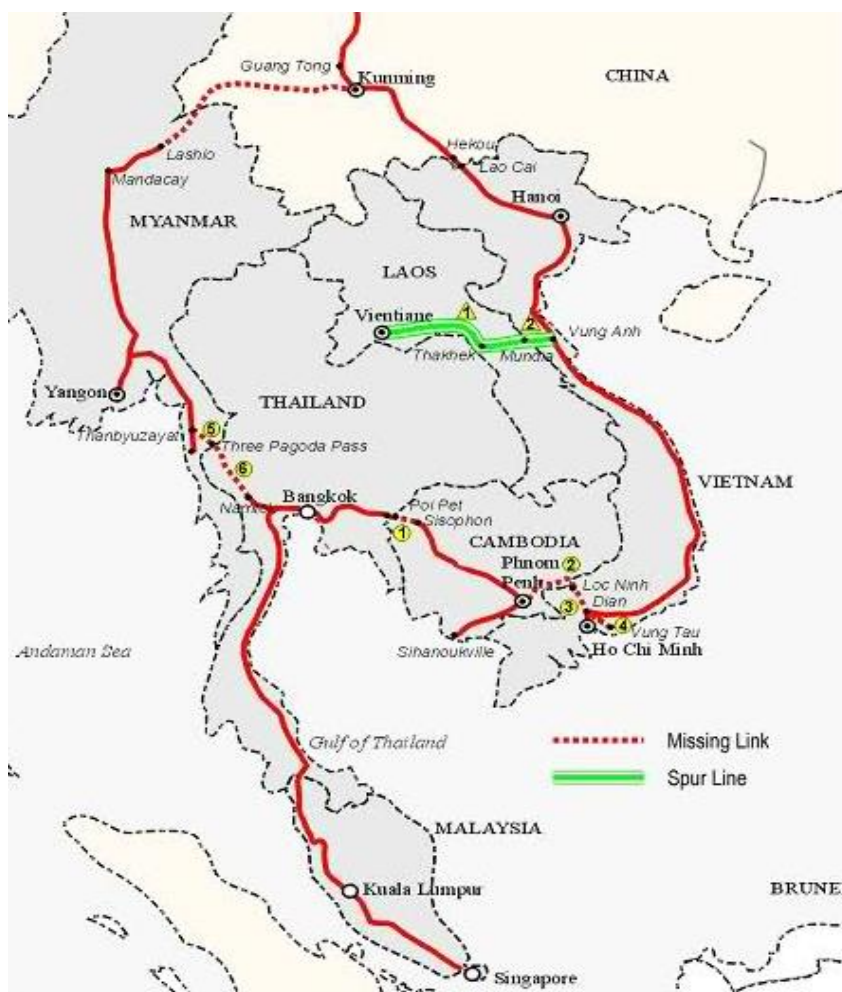 Guang Tong
Kunming
CHINA
Lashio
Hekou
Lao Cai
Mandacay
Hanoi
MYANMAR
LAOS
Vientiane
1
2
Vung Anh
Thakhek
Mundia
Yangon
THAILAND
Thanbyuzayat
5
Three Pagoda Pass
6
VIETNAM
Bangkok
Poi Pet
Sisophon
1
CAMBODIA
Phnom
Penh
2
Loc Ninh
3
Dian
4
Vung Tau
Ho Chi Minh
Sihanoukville
Andaman Sea
Gulf of Thailand
Missing Link
Spur Line
MALAYSIA
Kuala Lumpur
BRUNE
Singapore